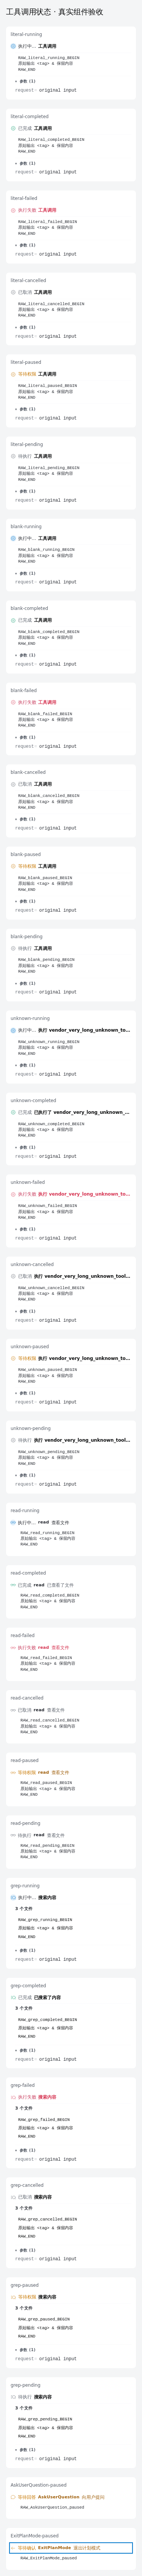 工具调用状态 · 真实组件验收
literal-running
执行中... 工具调用
RAW_literal_running_BEGIN
原始输出 <tag> & 保留内容
RAW_END
参数 (1)
request· original input
literal-completed
已完成 工具调用
RAW_literal_completed_BEGIN
原始输出 <tag> & 保留内容
RAW_END
参数 (1)
request· original input
literal-failed
执行失败 工具调用
RAW_literal_failed_BEGIN
原始输出 <tag> & 保留内容
RAW_END
参数 (1)
request· original input
literal-cancelled
已取消 工具调用
RAW_literal_cancelled_BEGIN
原始输出 <tag> & 保留内容
RAW_END
参数 (1)
request· original input
literal-paused
等待权限 工具调用
RAW_literal_paused_BEGIN
原始输出 <tag> & 保留内容
RAW_END
参数 (1)
request· original input
literal-pending
待执行 工具调用
RAW_literal_pending_BEGIN
原始输出 <tag> & 保留内容
RAW_END
参数 (1)
request· original input
blank-running
执行中... 工具调用
RAW_blank_running_BEGIN
原始输出 <tag> & 保留内容
RAW_END
参数 (1)
request· original input
blank-completed
已完成 工具调用
RAW_blank_completed_BEGIN
原始输出 <tag> & 保留内容
RAW_END
参数 (1)
request· original input
blank-failed
执行失败 工具调用
RAW_blank_failed_BEGIN
原始输出 <tag> & 保留内容
RAW_END
参数 (1)
request· original input
blank-cancelled
已取消 工具调用
RAW_blank_cancelled_BEGIN
原始输出 <tag> & 保留内容
RAW_END
参数 (1)
request· original input
blank-paused
等待权限 工具调用
RAW_blank_paused_BEGIN
原始输出 <tag> & 保留内容
RAW_END
参数 (1)
request· original input
blank-pending
待执行 工具调用
RAW_blank_pending_BEGIN
原始输出 <tag> & 保留内容
RAW_END
参数 (1)
request· original input
unknown-running
执行中... 执行 vendor_very_long_unknown_to...
RAW_unknown_running_BEGIN
原始输出 <tag> & 保留内容
RAW_END
参数 (1)
request· original input
unknown-completed
已完成 已执行了 vendor_very_long_unknown_...
RAW_unknown_completed_BEGIN
原始输出 <tag> & 保留内容
RAW_END
参数 (1)
request· original input
unknown-failed
执行失败 执行 vendor_very_long_unknown_to...
RAW_unknown_failed_BEGIN
原始输出 <tag> & 保留内容
RAW_END
参数 (1)
request· original input
unknown-cancelled
已取消 执行 vendor_very_long_unknown_tool...
RAW_unknown_cancelled_BEGIN
原始输出 <tag> & 保留内容
RAW_END
参数 (1)
request· original input
unknown-paused
等待权限 执行 vendor_very_long_unknown_to...
RAW_unknown_paused_BEGIN
原始输出 <tag> & 保留内容
RAW_END
参数 (1)
request· original input
unknown-pending
待执行 执行 vendor_very_long_unknown_tool...
RAW_unknown_pending_BEGIN
原始输出 <tag> & 保留内容
RAW_END
参数 (1)
request· original input
read-running
执行中... read 查看文件
RAW_read_running_BEGIN
原始输出 <tag> & 保留内容
RAW_END
read-completed
已完成 read 已查看了文件
RAW_read_completed_BEGIN
原始输出 <tag> & 保留内容
RAW_END
read-failed
执行失败 read 查看文件
RAW_read_failed_BEGIN
原始输出 <tag> & 保留内容
RAW_END
read-cancelled
已取消 read 查看文件
RAW_read_cancelled_BEGIN
原始输出 <tag> & 保留内容
RAW_END
read-paused
等待权限 read 查看文件
RAW_read_paused_BEGIN
原始输出 <tag> & 保留内容
RAW_END
read-pending
待执行 read 查看文件
RAW_read_pending_BEGIN
原始输出 <tag> & 保留内容
RAW_END
grep-running
执行中... 搜索内容
3 个文件
RAW_grep_running_BEGIN
原始输出 <tag> & 保留内容
RAW_END
参数 (1)
request· original input
grep-completed
已完成 已搜索了内容
3 个文件
RAW_grep_completed_BEGIN
原始输出 <tag> & 保留内容
RAW_END
参数 (1)
request· original input
grep-failed
执行失败 搜索内容
3 个文件
RAW_grep_failed_BEGIN
原始输出 <tag> & 保留内容
RAW_END
参数 (1)
request· original input
grep-cancelled
已取消 搜索内容
3 个文件
RAW_grep_cancelled_BEGIN
原始输出 <tag> & 保留内容
RAW_END
参数 (1)
request· original input
grep-paused
等待权限 搜索内容
3 个文件
RAW_grep_paused_BEGIN
原始输出 <tag> & 保留内容
RAW_END
参数 (1)
request· original input
grep-pending
待执行 搜索内容
3 个文件
RAW_grep_pending_BEGIN
原始输出 <tag> & 保留内容
RAW_END
参数 (1)
request· original input
AskUserQuestion-paused
等待回答 AskUserQuestion 向用户提问
RAW_AskUserQuestion_paused
ExitPlanMode-paused
等待确认 ExitPlanMode 退出计划模式
RAW_ExitPlanMode_paused